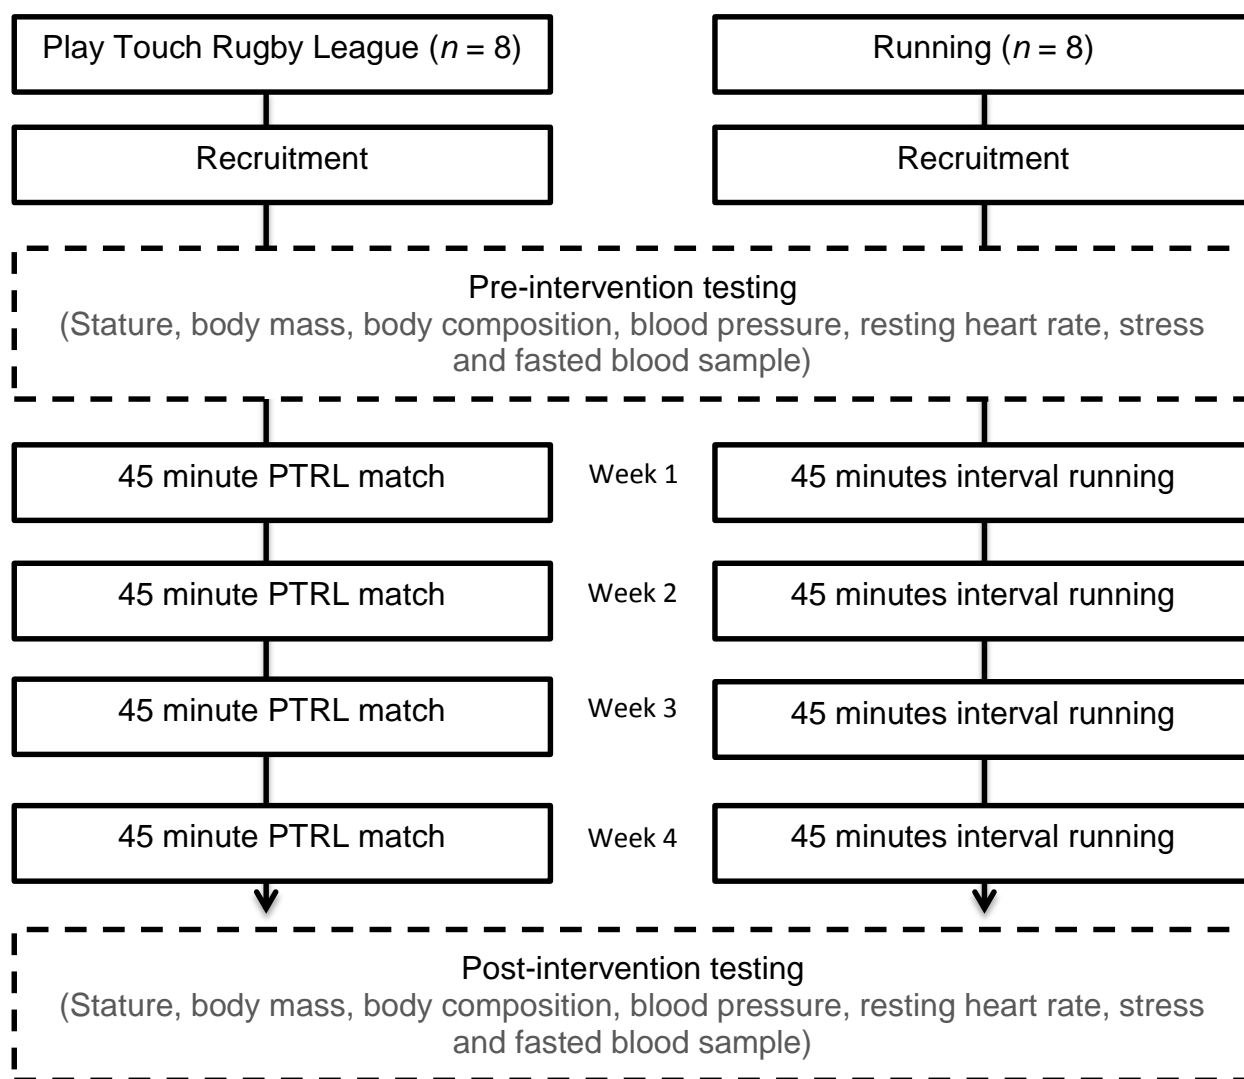 Play Touch Rugby League (n = 8)
Running (n = 8)
Recruitment
Recruitment
Pre-intervention testing
(Stature, body mass, body composition, blood pressure, resting heart rate, stress
and fasted blood sample)
45 minute PTRL match
Week 1
45 minutes interval running
45 minute PTRL match
Week 2
45 minutes interval running
45 minute PTRL match
Week 3
45 minutes interval running
45 minute PTRL match
Week 4
45 minutes interval running
Post-intervention testing
(Stature, body mass, body composition, blood pressure, resting heart rate, stress
and fasted blood sample)